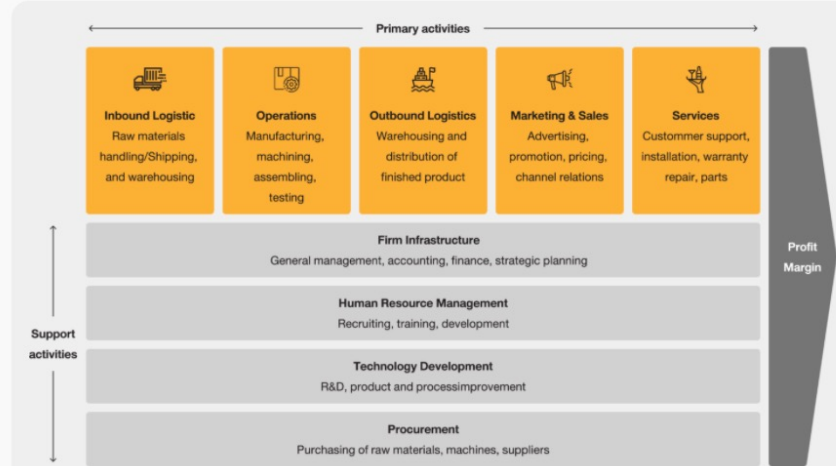 Primary activities
Inbound Logistic
Raw materials
handling/Shipping,
and warehousing
Operations
Manufacturing,
machining,
assembling,
testing
Outbound Logistics
Warehousing and
distribution of
finished product
Marketing & Sales
Advertising,
promotion, pricing,
channel relations
Services
Custommer support,
installation, warranty
repair, parts
Firm Infrastructure
General management, accounting, finance, strategic planning
Human Resource Management
Recruiting, training, development
Technology Development
R&D, product and processimprovement
Procurement
Purchasing of raw materials, machines, suppliers
Support
activities
Profit
Margin